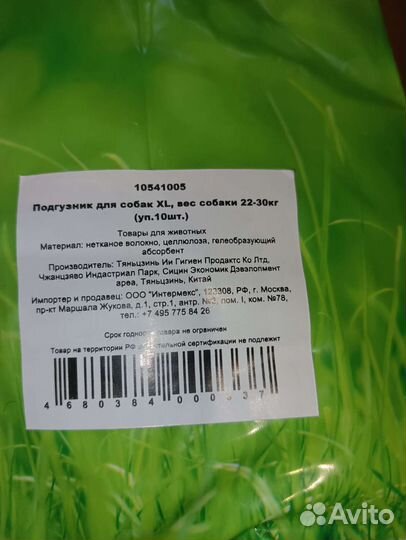 10541005
Подгузник для собак XL, вес собаки 22-30кг
(уп.10шт.)
Товары для животных
Материал: нетканое волокно, целлюлоза, гелеобразующий
абсорбент
Производитель: Тяньцзинь Ии Гигиен Продактс Ко Лтд,
Чжанцзяво Индастриал Парк, Сицин Экономик Дэвэлопмент
ареа, Тяньцзинь, Китай
Импортер и продавец: ООО "Интермекс", 123308, РФ, г. Москва,
пр-кт Маршала Жукова, д.1, стр.1, антр. №3, пом. I, ком. №78,
тел.: +7 495 775 84 26
Срок годности товара не ограничен
Товар на территории РФ обязательной сертификации не подлежит
4 680384 000837
Avito